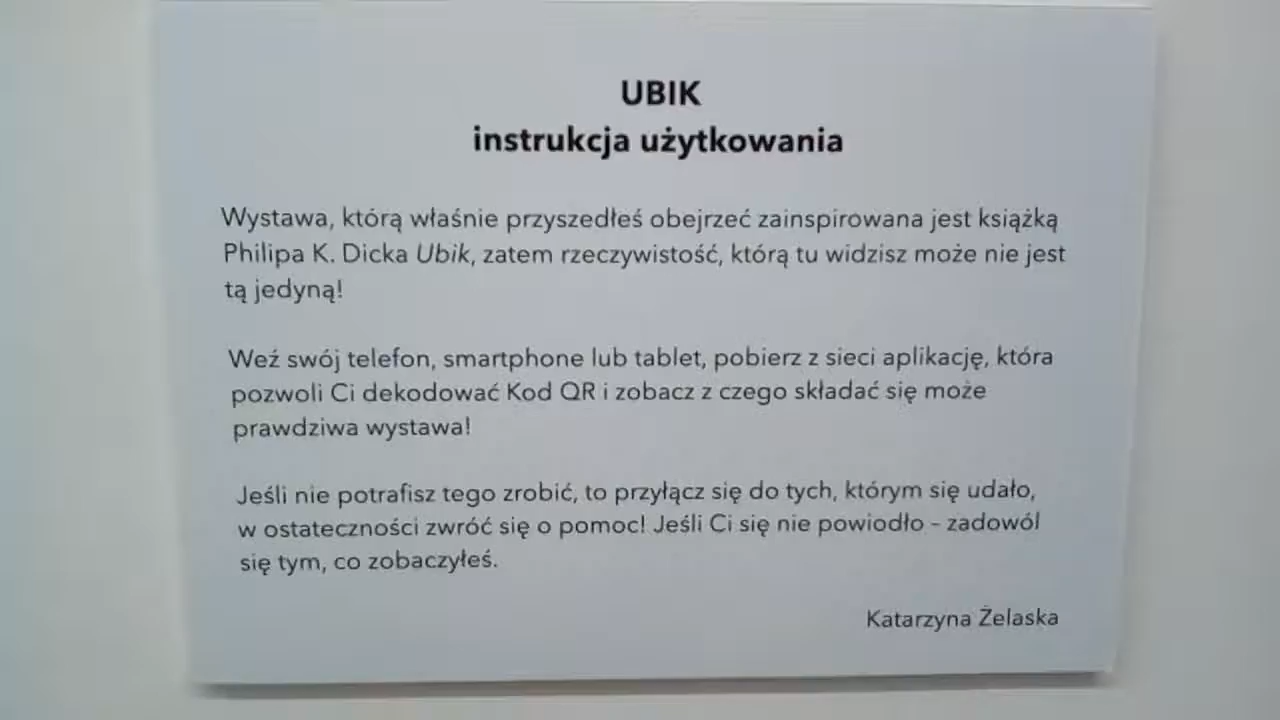 UBIK
instrukcja użytkowania
Wystawa, którą właśnie przyszedłeś obejrzeć zainspirowana jest książką
Philipa K. Dicka Ubik, zatem rzeczywistość, którą tu widzisz może nie jest
tą jedyną!
Weź swój telefon, smartphone lub tablet, pobierz z sieci aplikację, która
pozwoli Ci dekodować Kod QR i zobacz z czego składać się może
prawdziwa wystawa!
Jeśli nie potrafisz tego zrobić, to przyłącz się do tych, którym się udało,
w ostateczności zwróć się o pomoc! Jeśli Ci się nie powiodło – zadowól
się tym, co zobaczyłeś.
Katarzyna Żelaska